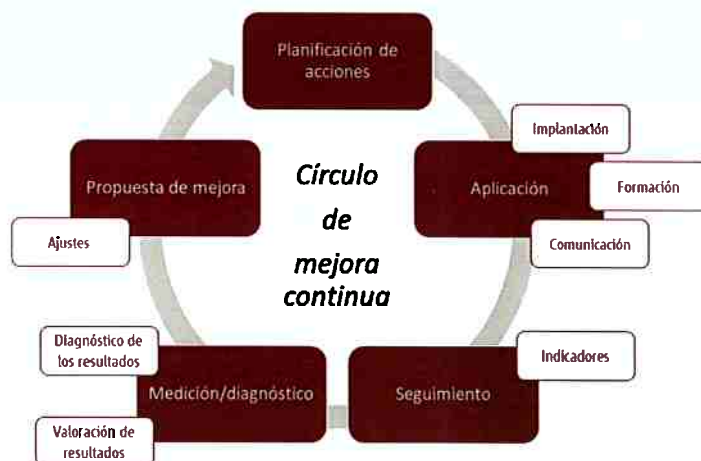 Planificación de
acciones
Implantación
Aplicación
Formación
Comunicación
Indicadores
Seguimiento
Medición/diagnóstico
Diagnóstico de
los resultados
Valoración de
resultados
Propuesta de mejora
Ajustes
Círculo
de
mejora
continua